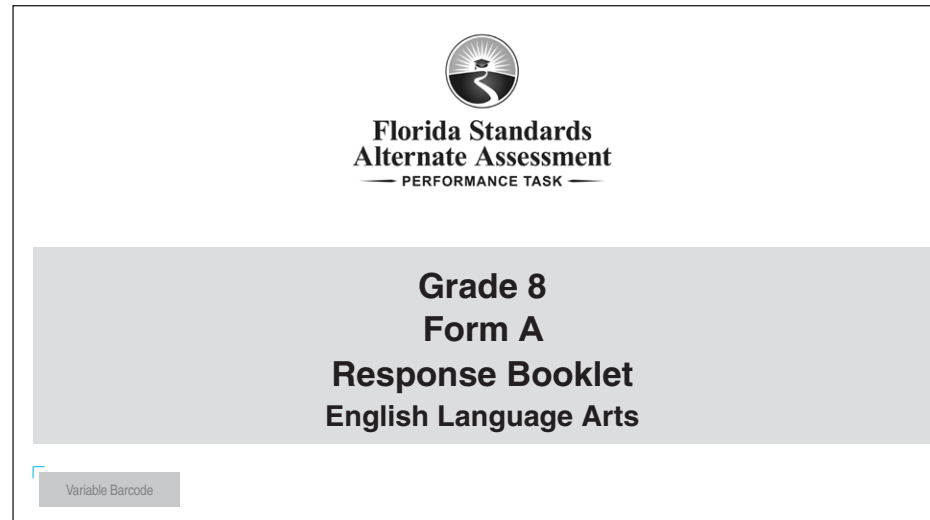 Florida Standards
Alternate Assessment
PERFORMANCE TASK
Grade 8
Form A
Response Booklet
English Language Arts
Variable Barcode